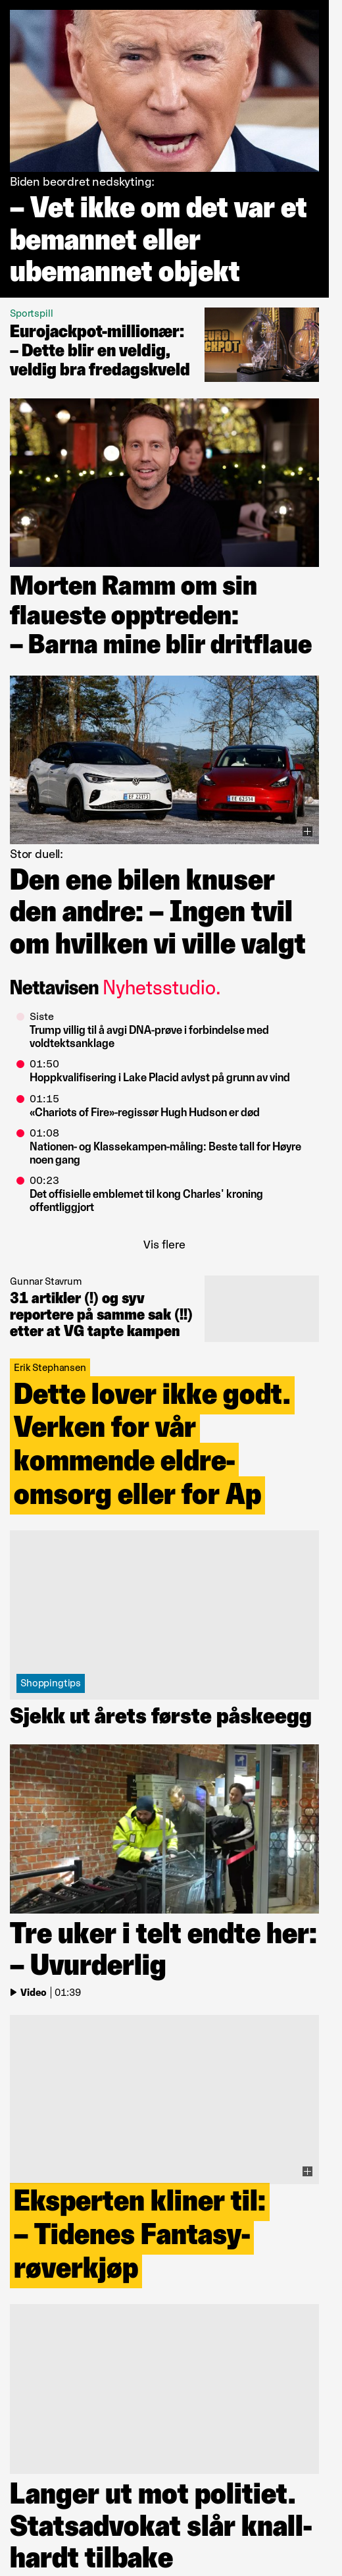 Biden beordret nedskyting:
– Vet ikke om det var et
bemannet eller
ubemannet objekt
Sportspill
Eurojackpot-millionær:
– Dette blir en veldig,
veldig bra fredagskveld
EURO
JACKPOT
Morten Ramm om sin
flaueste opptreden:
– Barna mine blir dritflaue
Stor duell:
Den ene bilen knuser
den andre: – Ingen tvil
om hvilken vi ville valgt
Nettavisen Nyhetsstudio.
Siste
Trump villig til å avgi DNA-prøve i forbindelse med
voldtektsanklage
01:50
Hoppkvalifisering i Lake Placid avlyst på grunn av vind
01:15
«Chariots of Fire»-regissør Hugh Hudson er død
01:08
Nationen- og Klassekampen-måling: Beste tall for Høyre
noen gang
00:23
Det offisielle emblemet til kong Charles' kroning
offentliggjort
Vis flere
Gunnar Stavrum
31 artikler (!) og syv
reportere på samme sak (!!)
etter at VG tapte kampen
Erik Stephansen
Dette lover ikke godt.
Verken for vår
kommende eldre-
omsorg eller for Ap
Shoppingtips
Sjekk ut årets første påskeegg
Tre uker i telt endte her:
– Uvurderlig
Video | 01:39
Eksperten kliner til:
– Tidenes Fantasy-
røverkjøp
Langer ut mot politiet.
Statsadvokat slår knall-
hardt tilbake